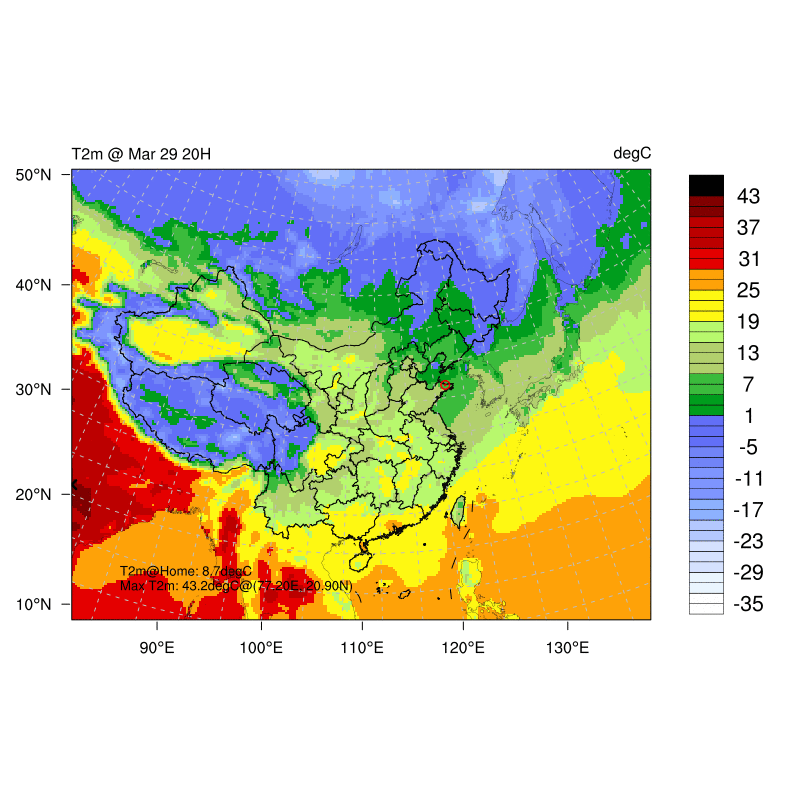 T2m @ Mar 29 20H
degC
50°N
40°N
30°N
20°N
10°N
43
37
31
25
19
13
7
1
-5
-11
-17
-23
-29
-35
T2m@Home: 8.7degC
Max T2m: 43.2degC@(77.20E, 20.90N)
90°E
100°E
110°E
120°E
130°E